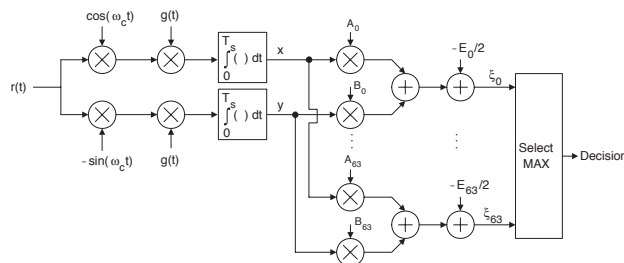 cos(ω_c t)
g(t)
T_s
∫ ( ) dt
0
x
A_0
-E_0/2
r(t)
ξ_0
T_s
∫ ( ) dt
0
y
B_0
-sin(ω_c t)
g(t)
Select
MAX
Decision
A_63
-E_63/2
B_63
ξ_63